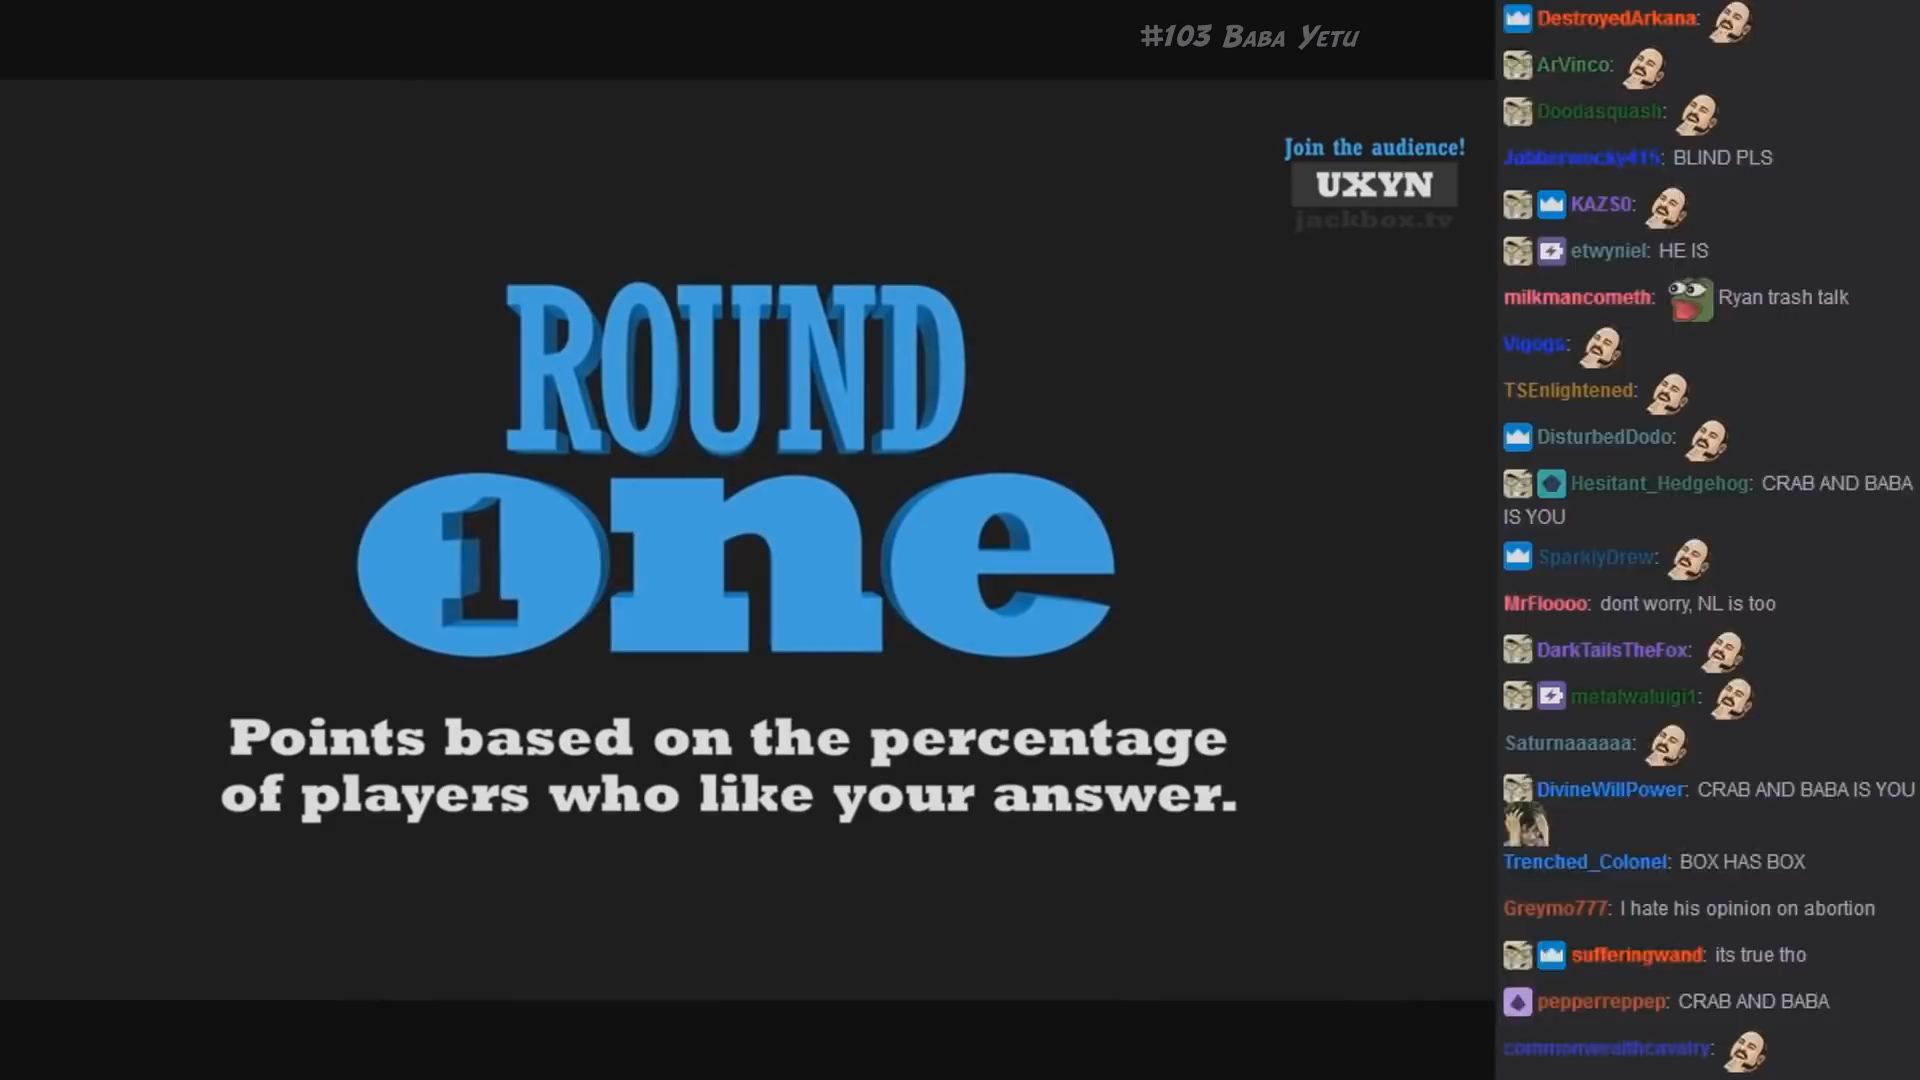 #103 BABA YETU
Join the audience!
UXYN
jackbox.tv
ROUND
One
1
Points based on the percentage
of players who like your answer.
DestroyedArkana:
ArVinco:
Doodasquash:
Jabberwocky415: BLIND PLS
KAZS0:
etwyniel: HE IS
milkmancometh: Ryan trash talk
Vigogs:
TSEnlightened:
DisturbedDodo:
Hesitant_Hedgehog: CRAB AND BABA
IS YOU
SparklyDrew:
MrFloooo: dont worry, NL is too
DarkTailsTheFox:
metalwaluigi1:
Saturnaaaaaa:
DivineWillPower: CRAB AND BABA IS YOU
Trenched_Colonel: BOX HAS BOX
Greymo777: I hate his opinion on abortion
sufferingwand: its true tho
pepperreppep: CRAB AND BABA
commonwealthcavalry: